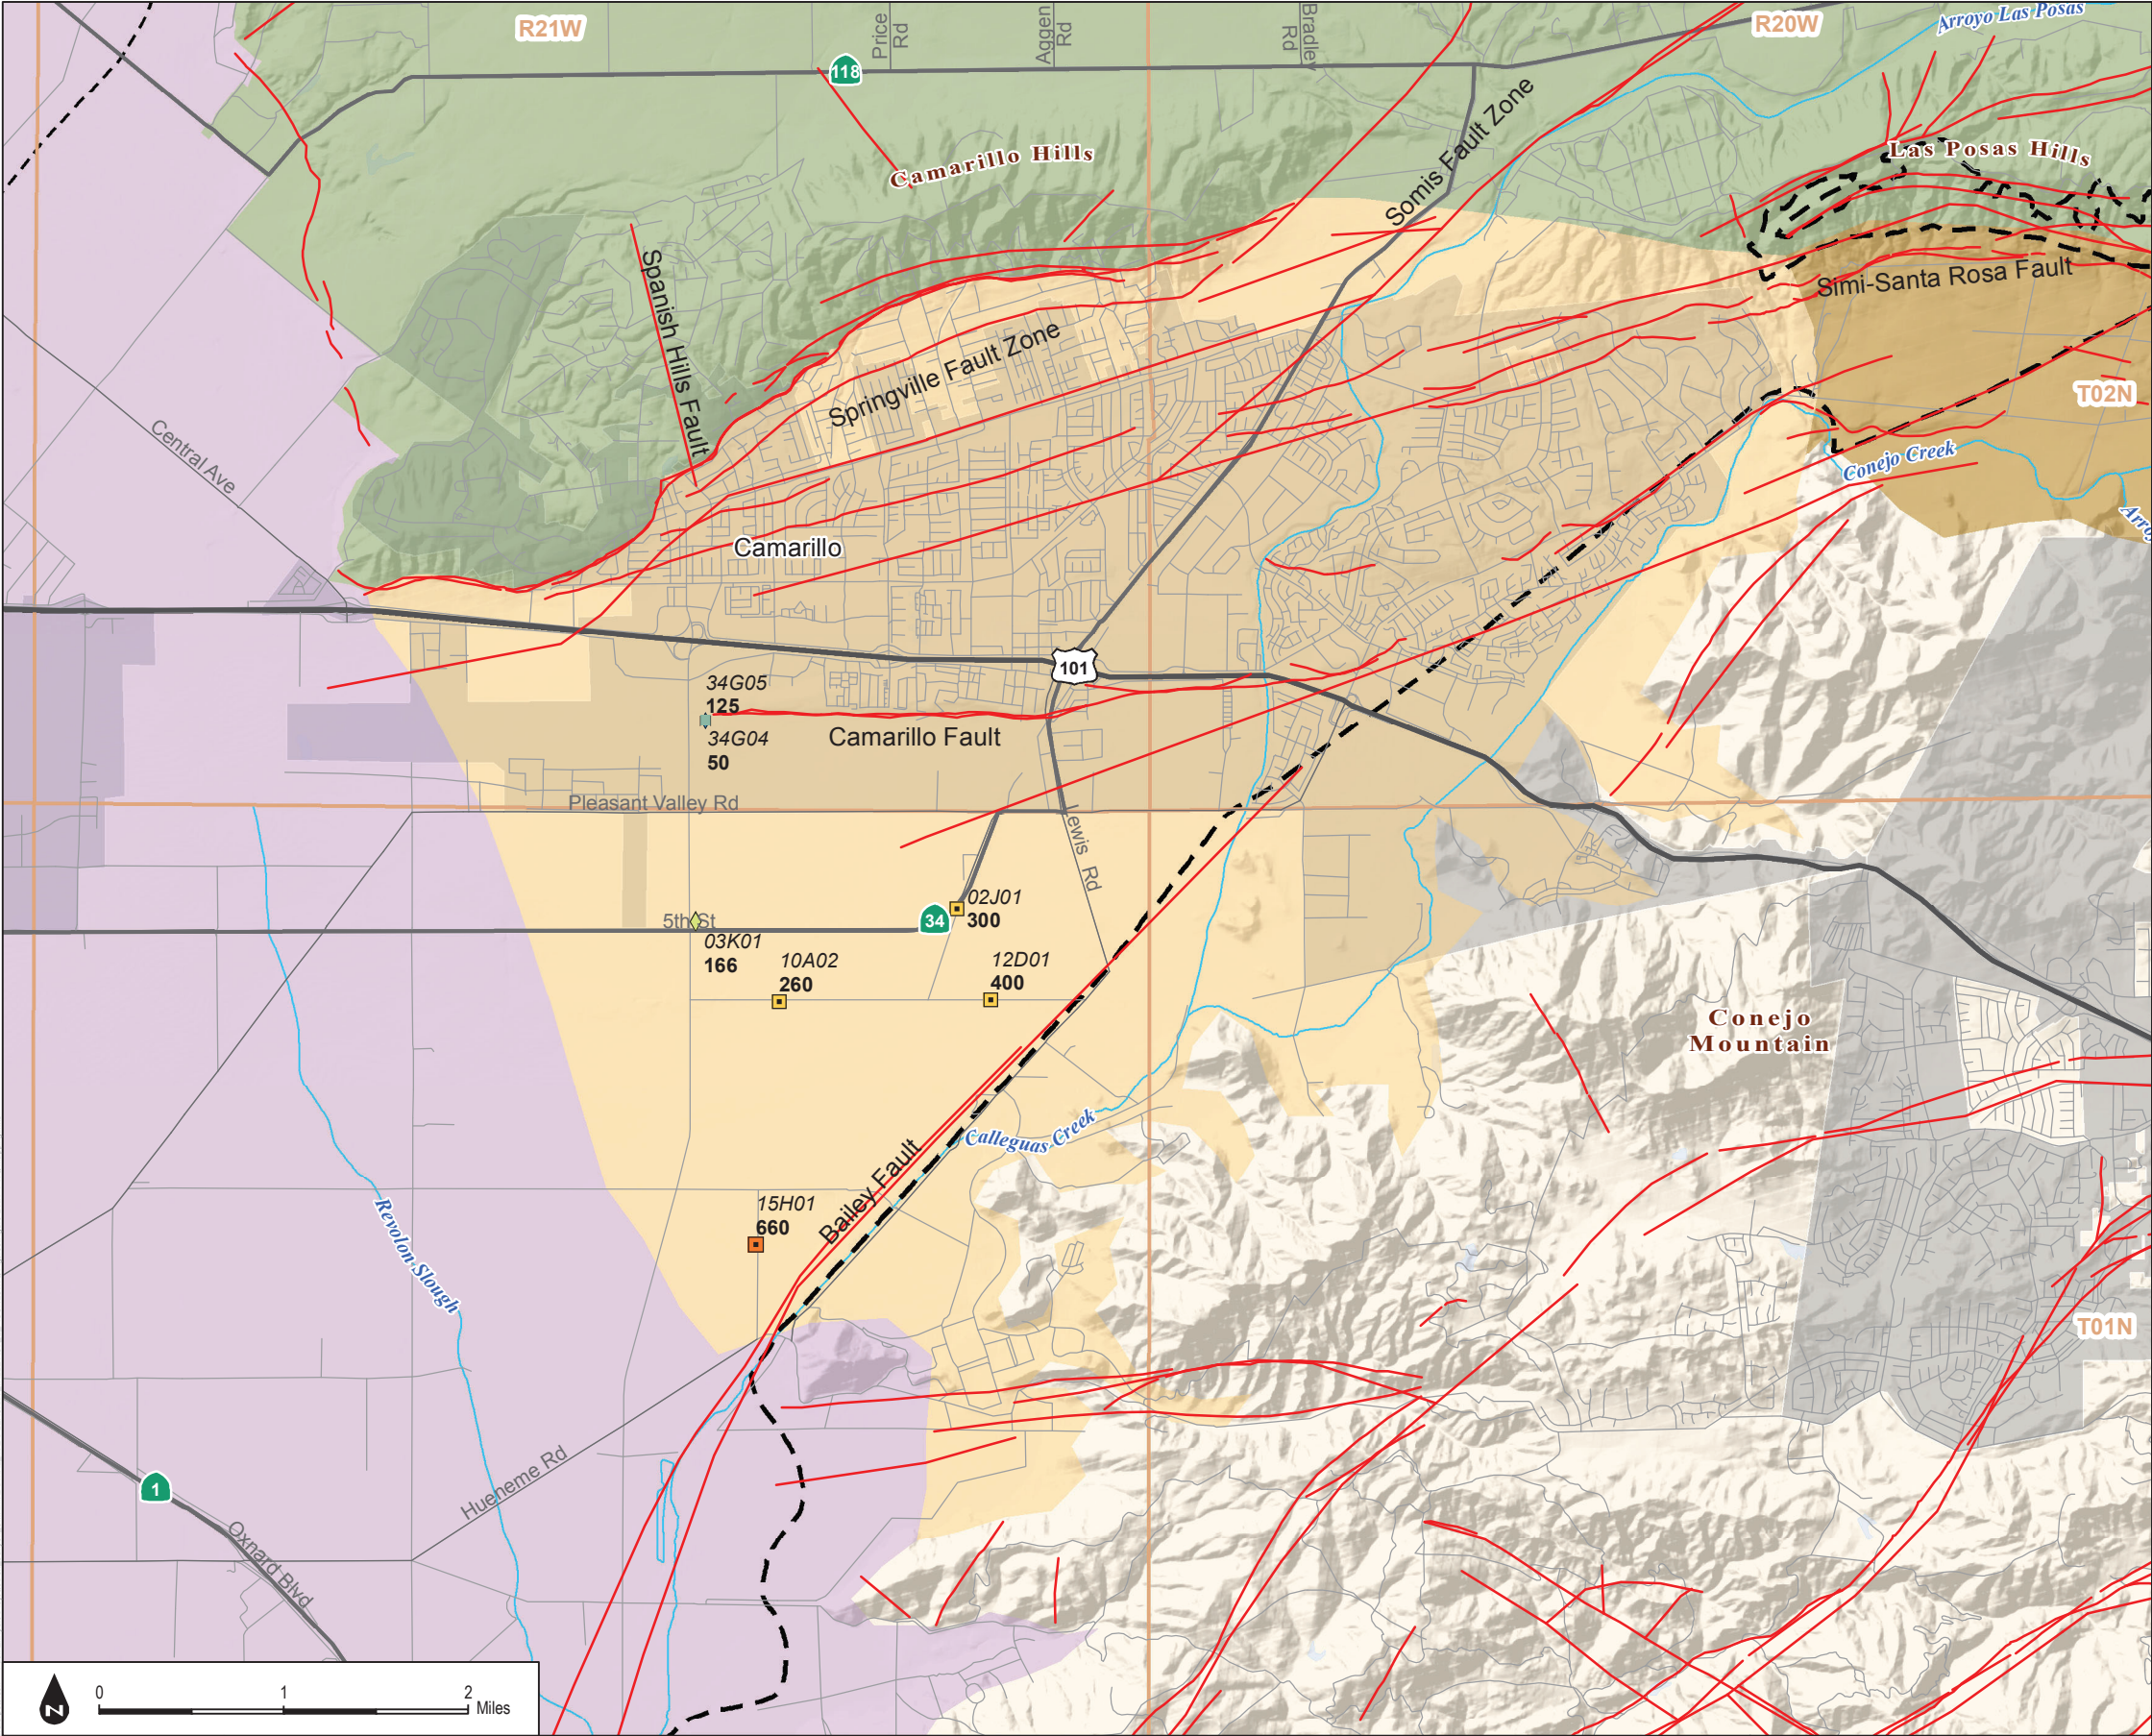 R21W
Price Rd
Aggen Rd
Bradley Rd
R20W
Arroyo Las Posas
118
Camarillo Hills
Somis Fault Zone
Las Posas Hills
Spanish Hills Fault
Simi-Santa Rosa Fault
Springville Fault Zone
T02N
Central Ave
Conejo Creek
Camarillo
101
34G05
125
34G04
50
Camarillo Fault
Pleasant Valley Rd
Lewis Rd
02J01
300
34
5th St
03K01
166
10A02
260
12D01
400
Conejo
Mountain
Calleguas Creek
Bailey Fault
15H01
660
Revolon Slough
T01N
Hueneme Rd
1
Oxnard Blvd
N
0 1 2 Miles